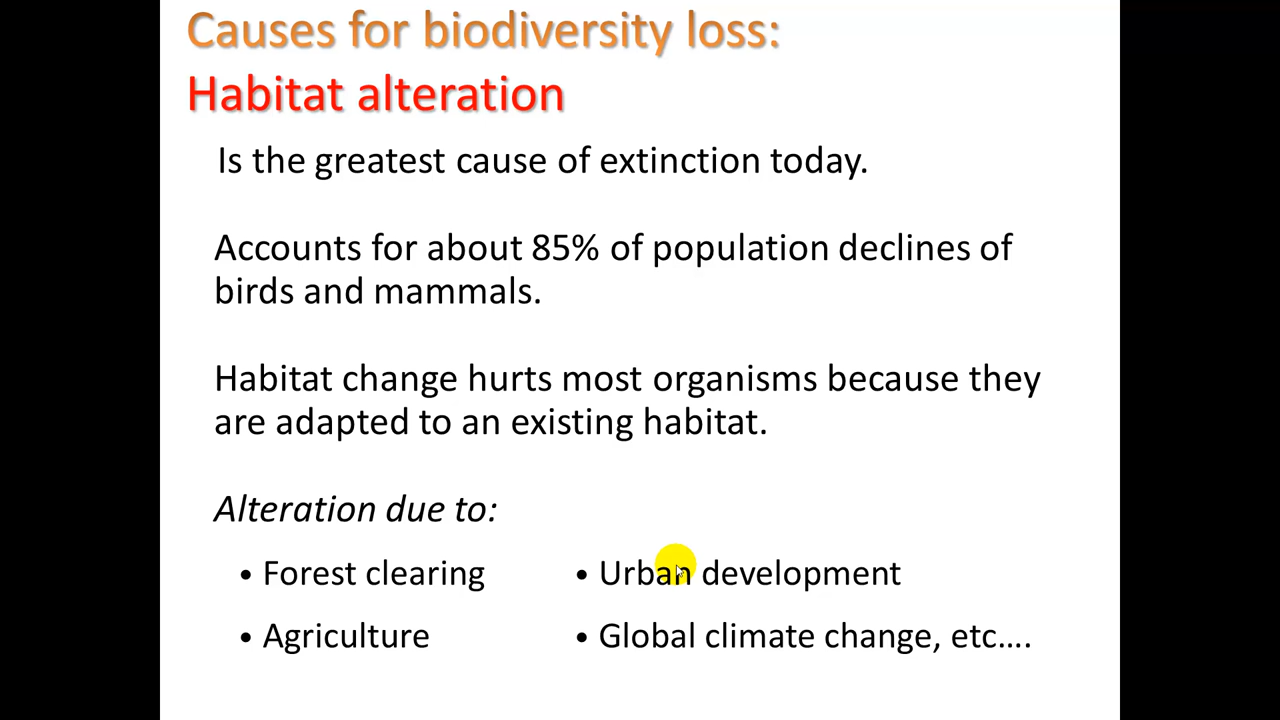 Causes for biodiversity loss:
Habitat alteration
Is the greatest cause of extinction today.
Accounts for about 85% of population declines of
birds and mammals.
Habitat change hurts most organisms because they
are adapted to an existing habitat.
Alteration due to:
• Forest clearing
• Agriculture
• Urban development
• Global climate change, etc….